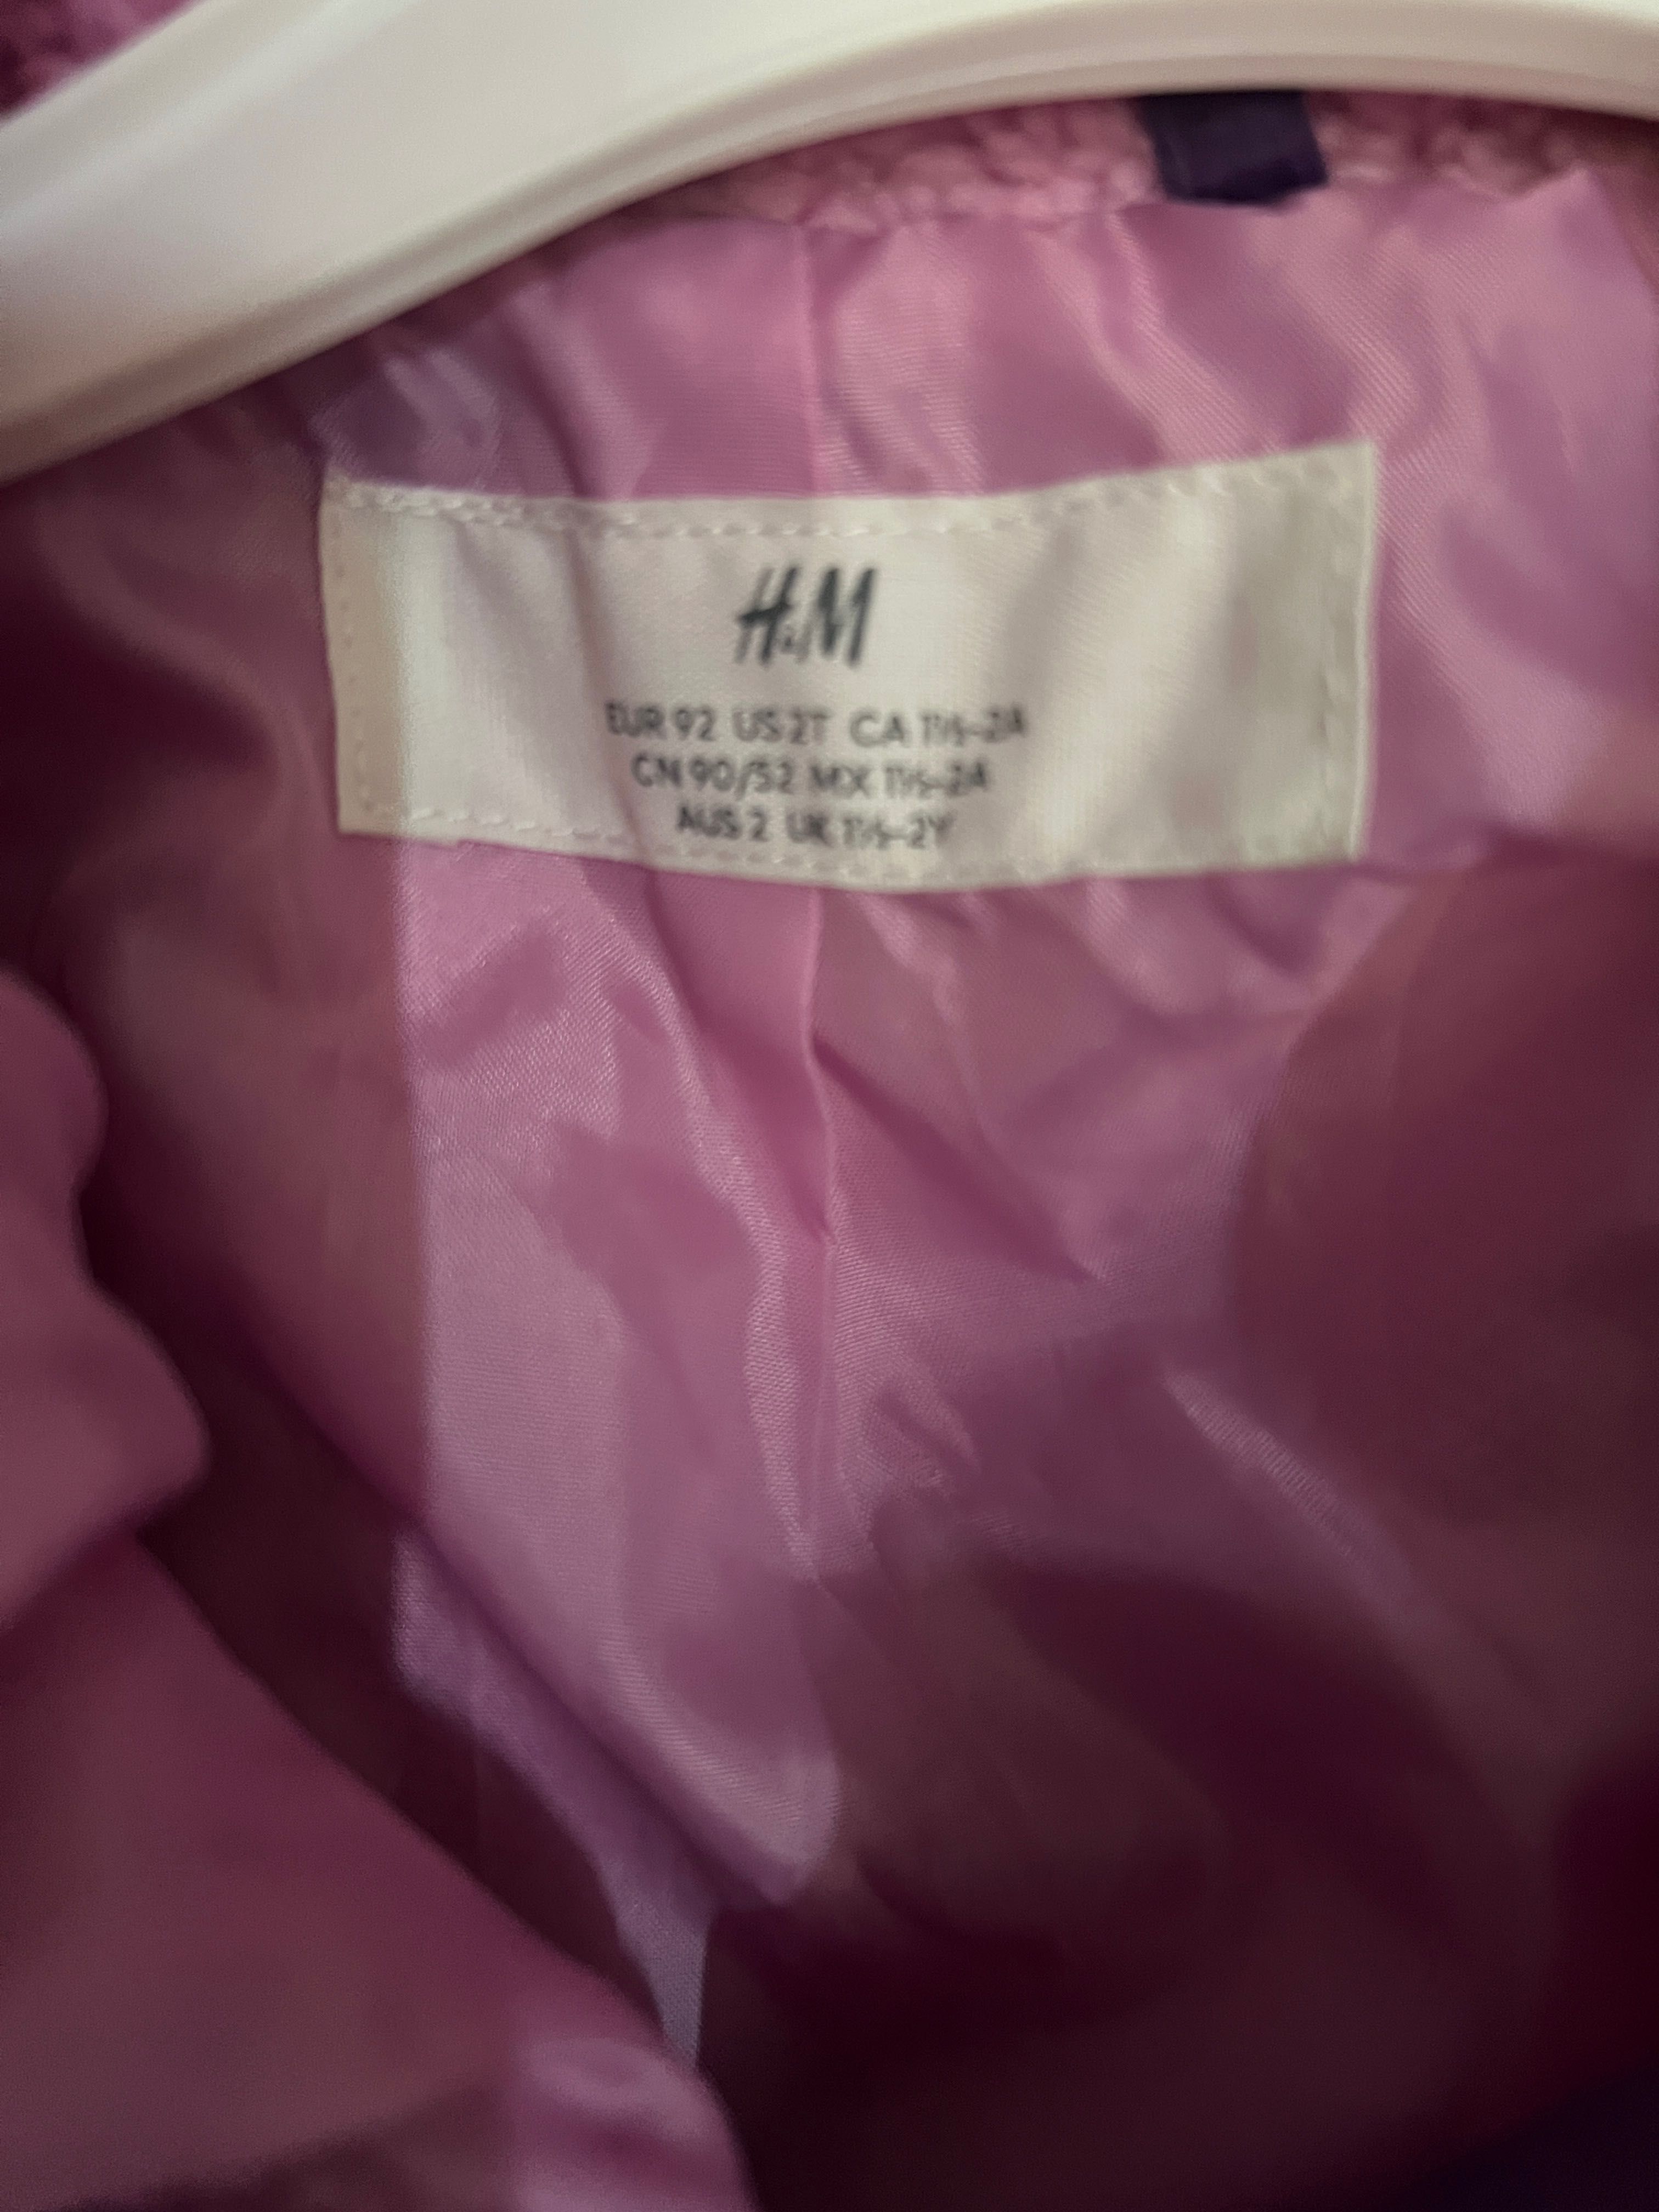 H&M
EUR 92 US 2T CA 1½-2A
CN 90/52 MX 1½-2A
AUS 2 UK 1½-2Y